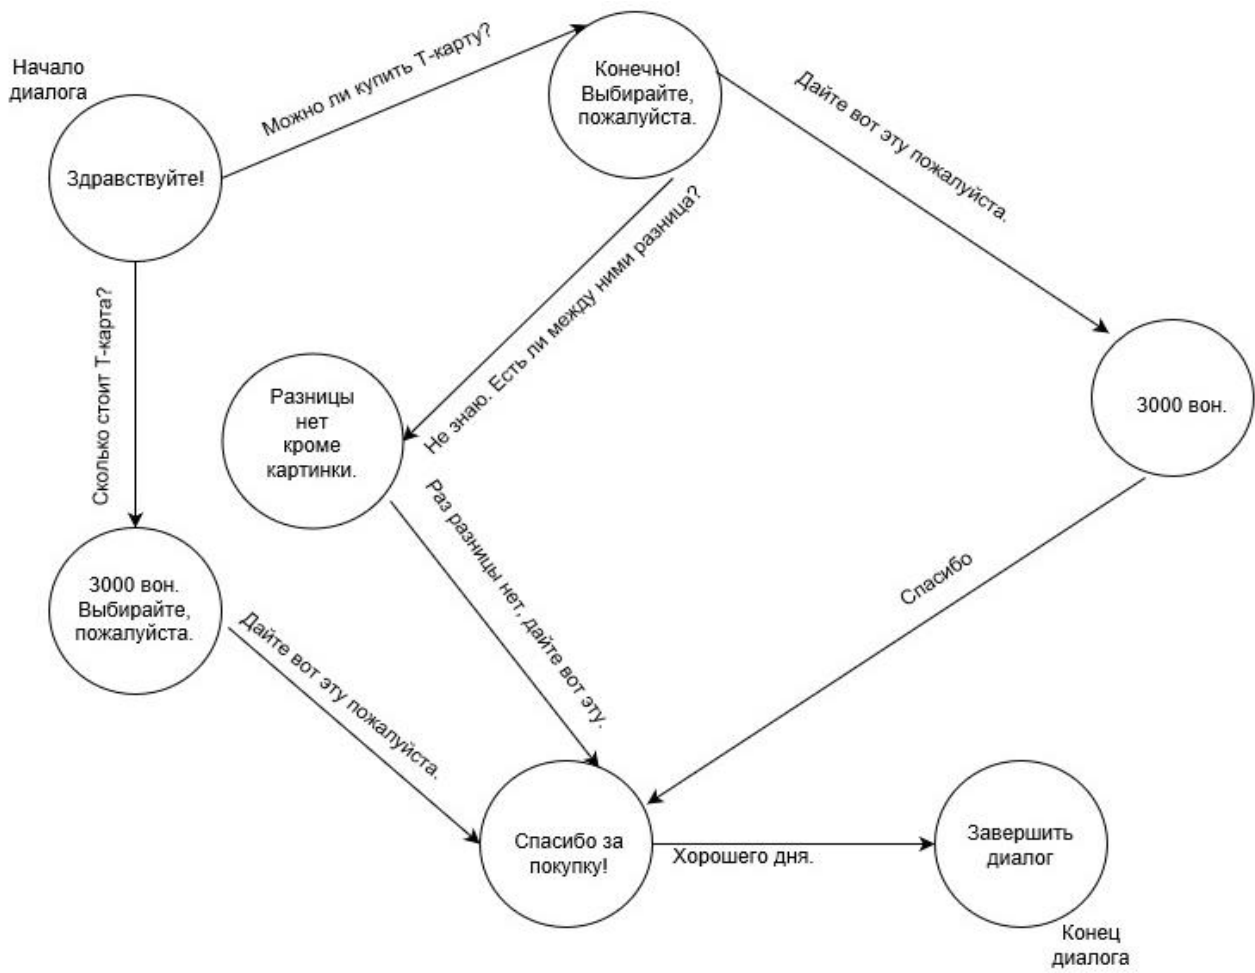 Начало
диалога
Здравствуйте!
Можно ли купить Т-карту?
Конечно!
Выбирайте,
пожалуйста.
Дайте вот эту пожалуйста.
Не знаю. Есть ли между ними разница?
Сколько стоит Т-карта?
Разницы
нет
кроме
картинки.
3000 вон.
Раз разницы нет, дайте вот эту.
3000 вон.
Выбирайте,
пожалуйста.
Спасибо
Дайте вот эту пожалуйста.
Спасибо за
покупку!
Хорошего дня.
Завершить
диалог
Конец
диалога